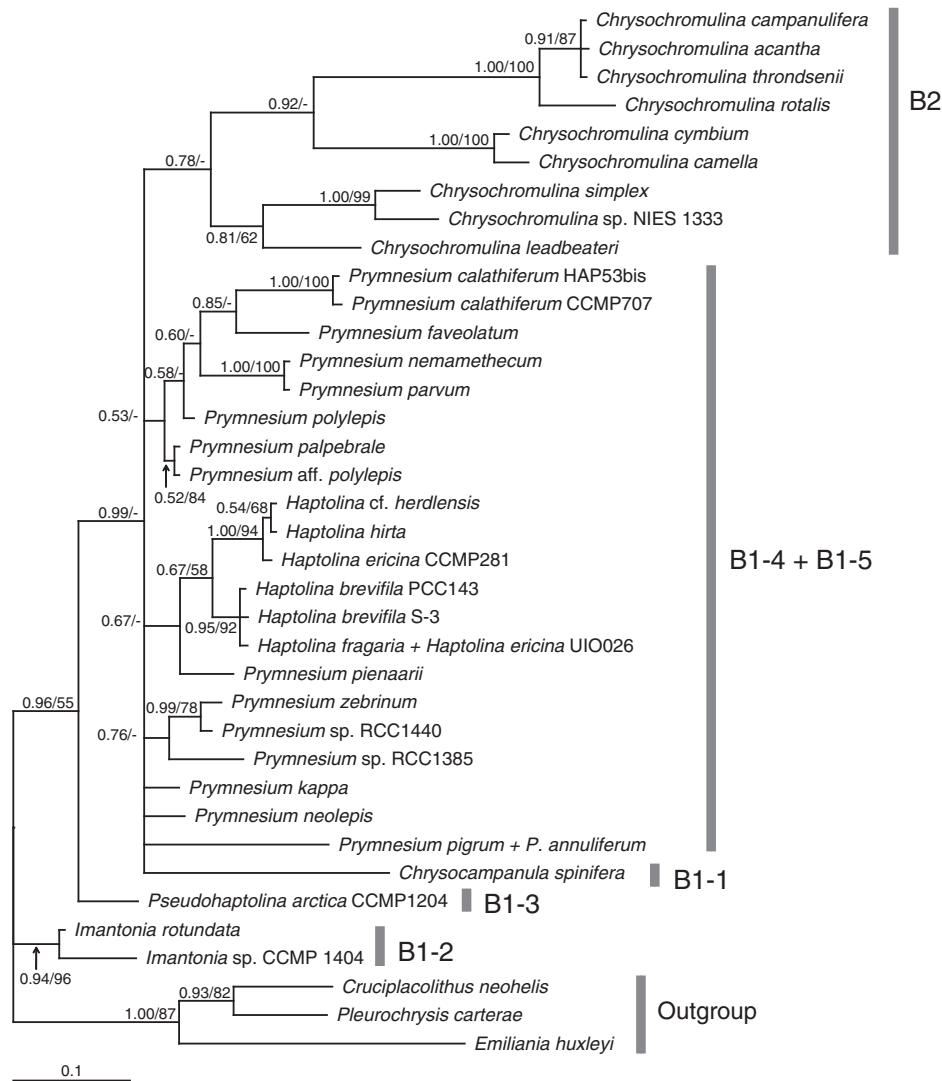 Chrysochromulina campanulifera
0.91/87
Chrysochromulina acantha
1.00/100
Chrysochromulina throndsenii
Chrysochromulina rotalis
B2
0.92/-
Chrysochromulina cymbium
1.00/100
Chrysochromulina camella
0.78/-
Chrysochromulina simplex
1.00/99
Chrysochromulina sp. NIES 1333
0.81/62
Chrysochromulina leadbeateri
Prymnesium calathiferum HAP53bis
1.00/100
Prymnesium calathiferum CCMP707
0.85/-
Prymnesium faveolatum
0.60/-
Prymnesium nemamethecum
1.00/100
Prymnesium parvum
0.58/-
0.53/-
Prymnesium polylepis
Prymnesium palpebrale
Prymnesium aff. polylepis
0.52/84
Haptolina cf. herdlensis
0.54/68
0.99/-
Haptolina hirta
1.00/94
Haptolina ericina CCMP281
B1-4 + B1-5
0.67/58
Haptolina brevifila PCC143
0.67/-
Haptolina brevifila S-3
0.95/92
Haptolina fragaria + Haptolina ericina UIO026
Prymnesium pienaarii
0.96/55
Prymnesium zebrinum
0.99/78
Prymnesium sp. RCC1440
0.76/-
Prymnesium sp. RCC1385
Prymnesium kappa
Prymnesium neolepis
Prymnesium pigrum + P. annuliferum
Chrysocampanula spinifera
B1-1
Pseudohaptolina arctica CCMP1204
B1-3
Imantonia rotundata
B1-2
Imantonia sp. CCMP 1404
0.94/96
Cruciplacolithus neohelis
0.93/82
Outgroup
1.00/87
Pleurochrysis carterae
Emiliania huxleyi
0.1